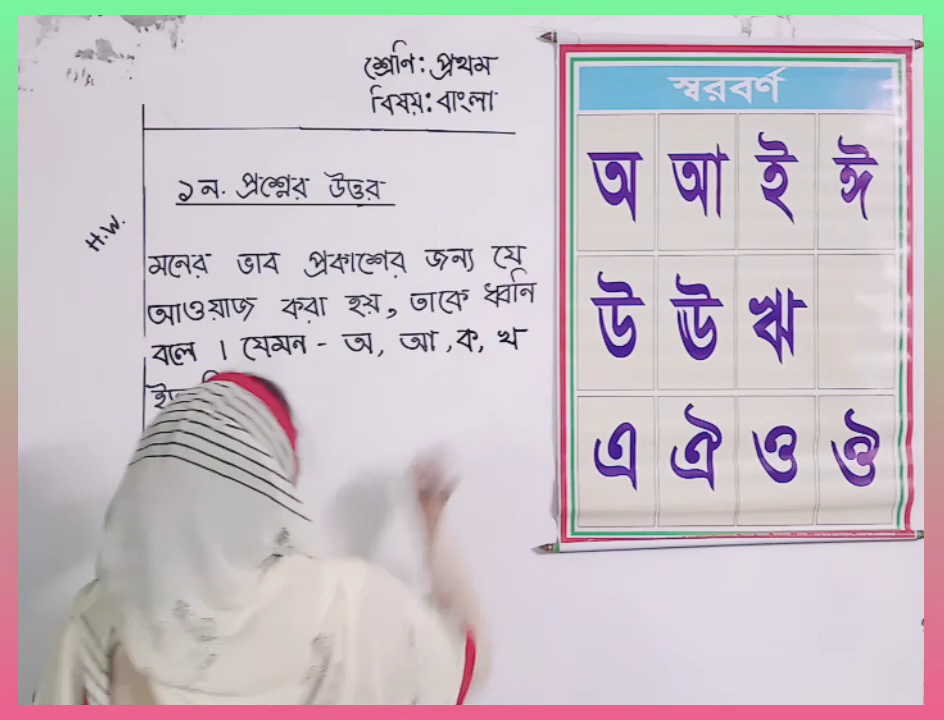 শ্রেণি: প্রথম
বিষয়: বাংলা
১ন. প্রশ্নের উত্তর
H.W.
মনের ভাব প্রকাশের জন্য যে
আওয়াজ করা হয়, তাকে ধ্বনি
বলে । যেমন - অ, আ, ক, খ
স্বরবর্ণ
অ আ ই ঈ
উ ঊ ঋ
এ ঐ ও ঔ